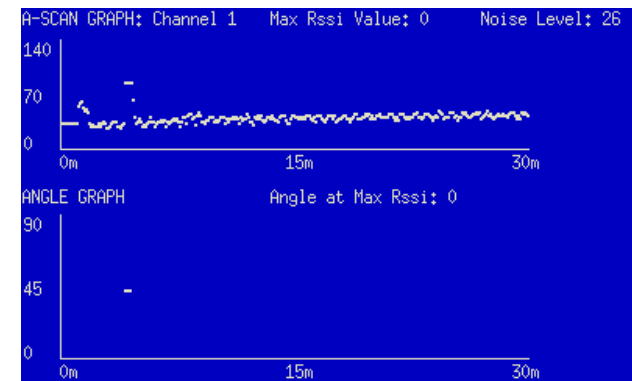 A-SCAN GRAPH: Channel 1 Max Rssi Value: 0 Noise Level: 26
140
70
0
0m 15m 30m
ANGLE GRAPH Angle at Max Rssi: 0
90
45
0
0m 15m 30m